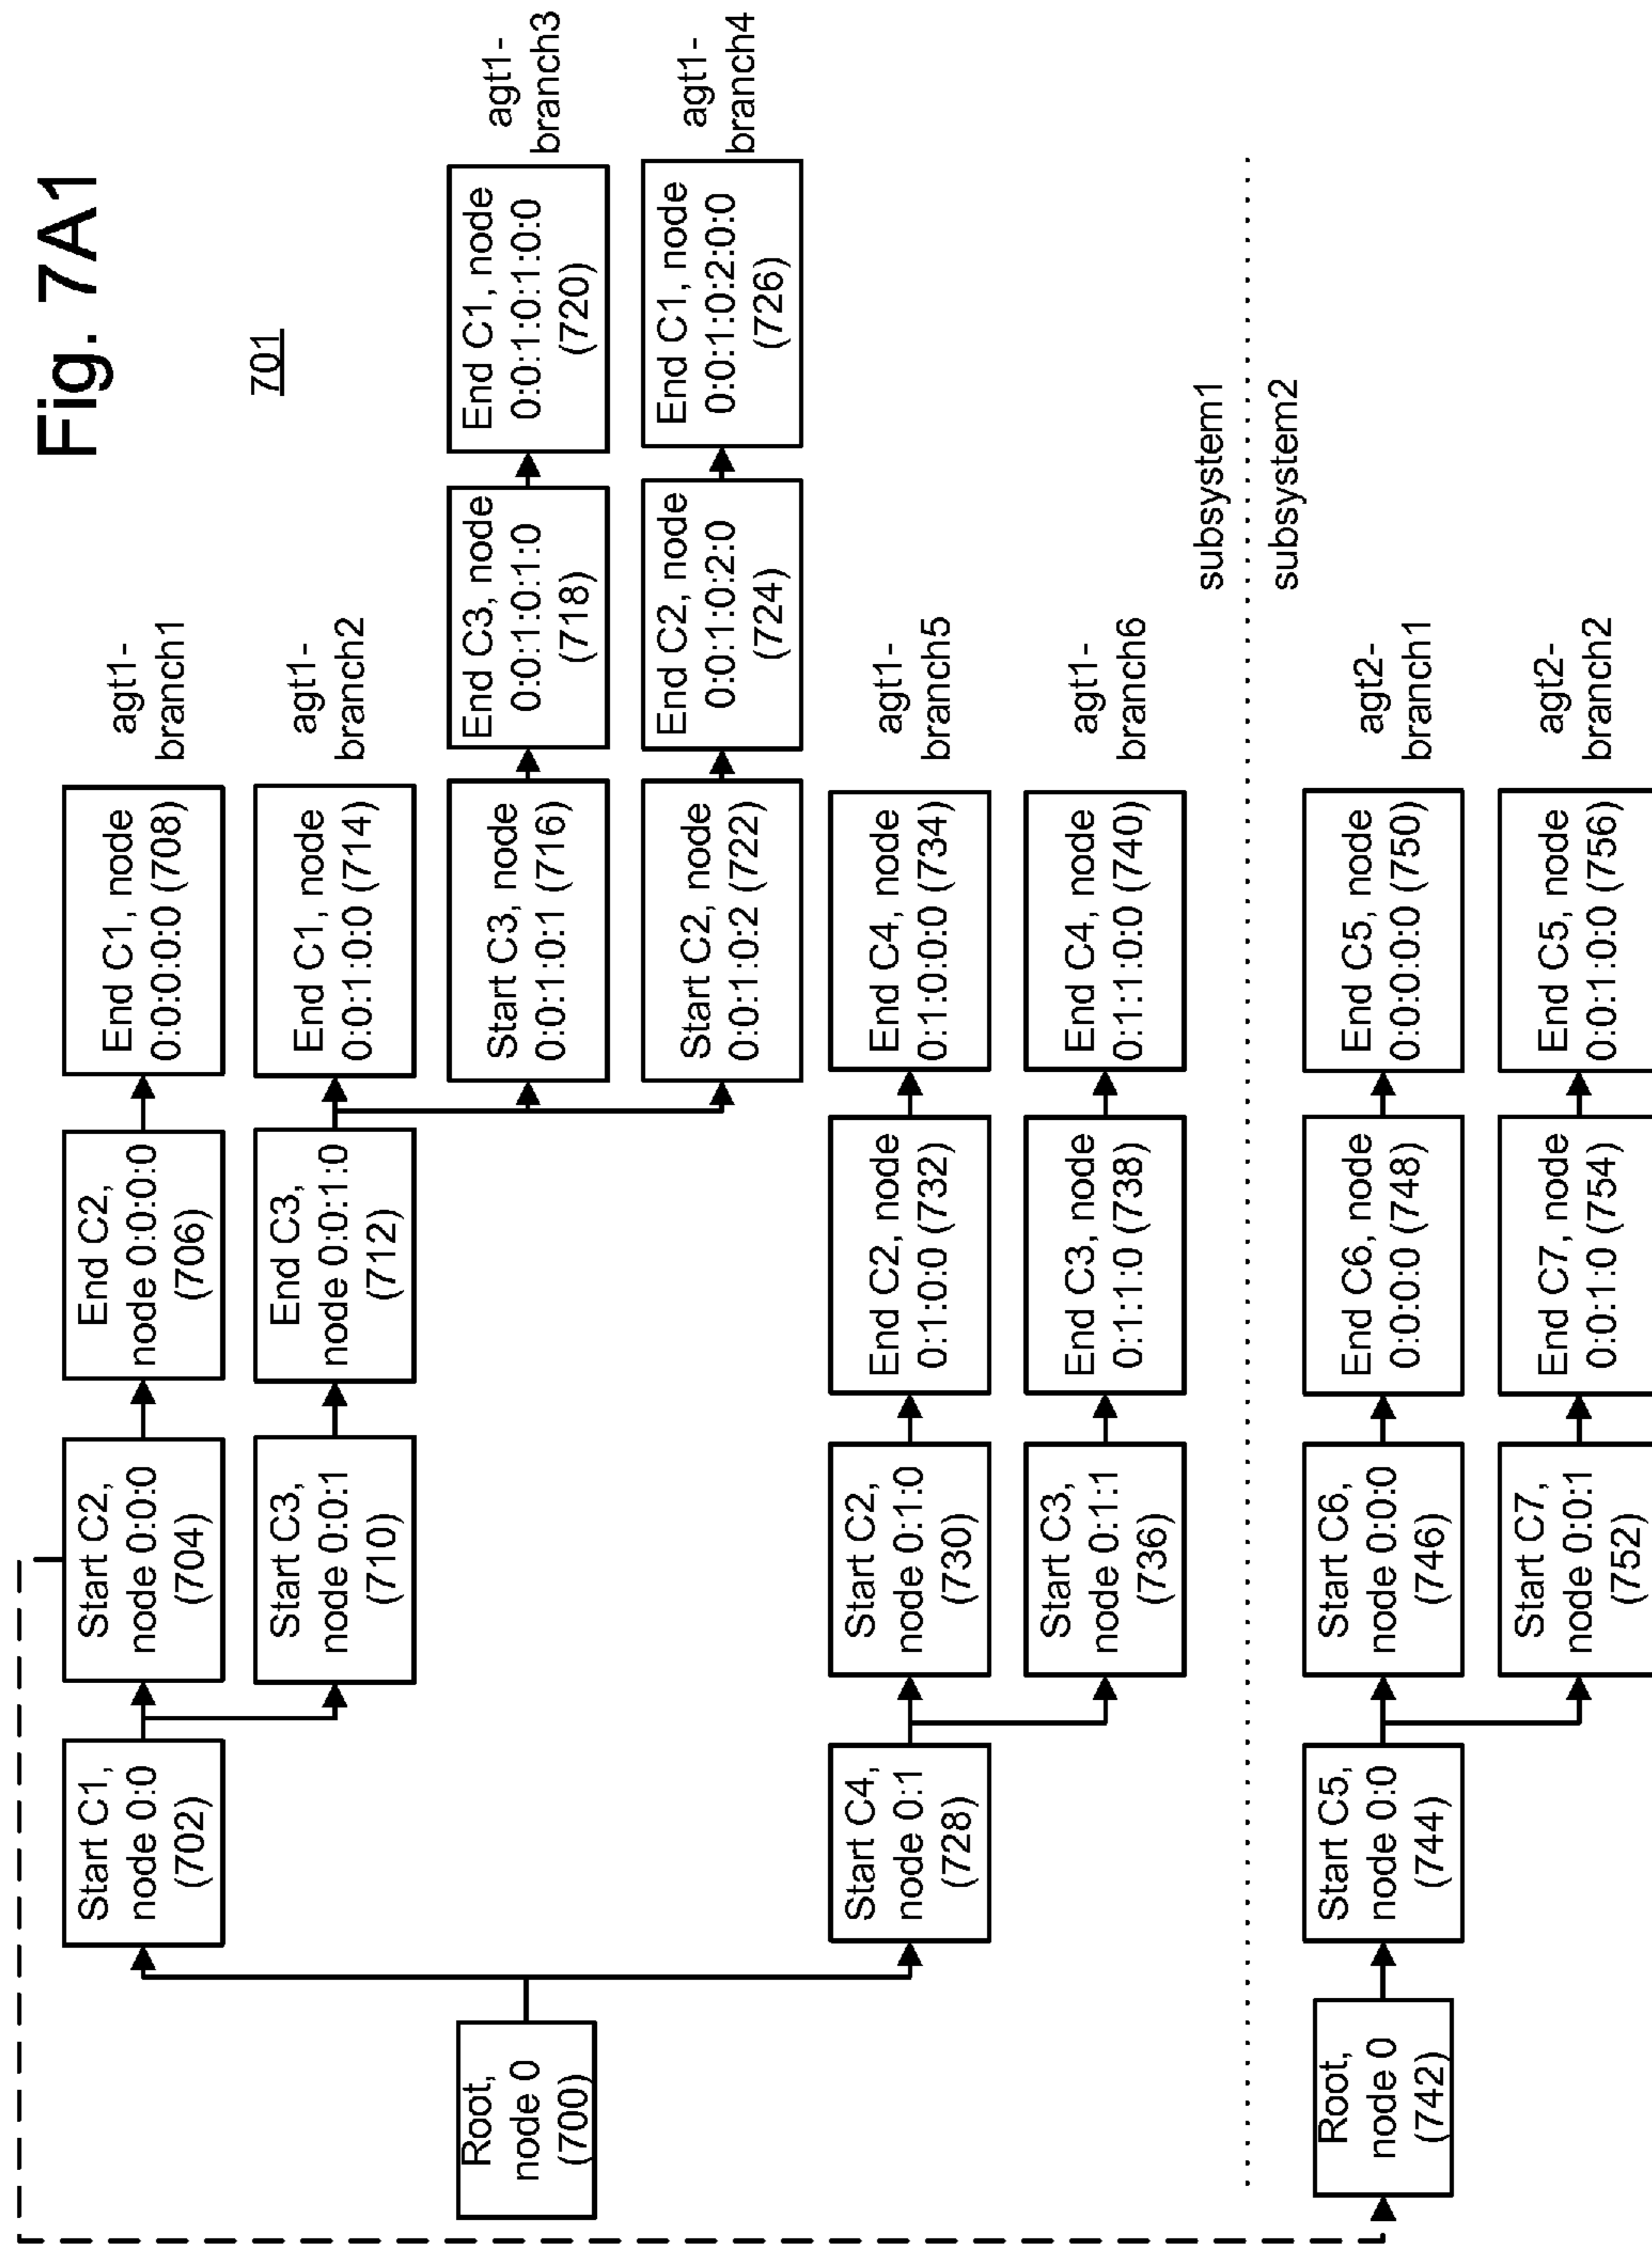 Fig. 7A1
701
Root,
node 0
(700)
Start C1,
node 0:0
(702)
Start C2,
node 0:0:0
(704)
End C2,
node 0:0:0:0
(706)
End C1, node
0:0:0:0:0 (708)
agt1-
branch1
Start C3,
node 0:0:1
(710)
End C3,
node 0:0:1:0
(712)
End C1, node
0:0:1:0:0 (714)
agt1-
branch2
Start C3, node
0:0:1:0:1 (716)
End C3, node
0:0:1:0:1:0
(718)
End C1, node
0:0:1:0:1:0:0
(720)
agt1-
branch3
Start C2, node
0:0:1:0:2 (722)
End C2, node
0:0:1:0:2:0
(724)
End C1, node
0:0:1:0:2:0:0
(726)
agt1-
branch4
Start C4,
node 0:1
(728)
Start C2,
node 0:1:0
(730)
End C2, node
0:1:0:0 (732)
End C4, node
0:1:0:0:0 (734)
agt1-
branch5
Start C3,
node 0:1:1
(736)
End C3, node
0:1:1:0 (738)
End C4, node
0:1:1:0:0 (740)
agt1-
branch6
subsystem1
subsystem2
Root,
node 0
(742)
Start C5,
node 0:0
(744)
Start C6,
node 0:0:0
(746)
End C6, node
0:0:0:0 (748)
End C5, node
0:0:0:0:0 (750)
agt2-
branch1
Start C7,
node 0:0:1
(752)
End C7, node
0:0:1:0 (754)
End C5, node
0:0:1:0:0 (756)
agt2-
branch2